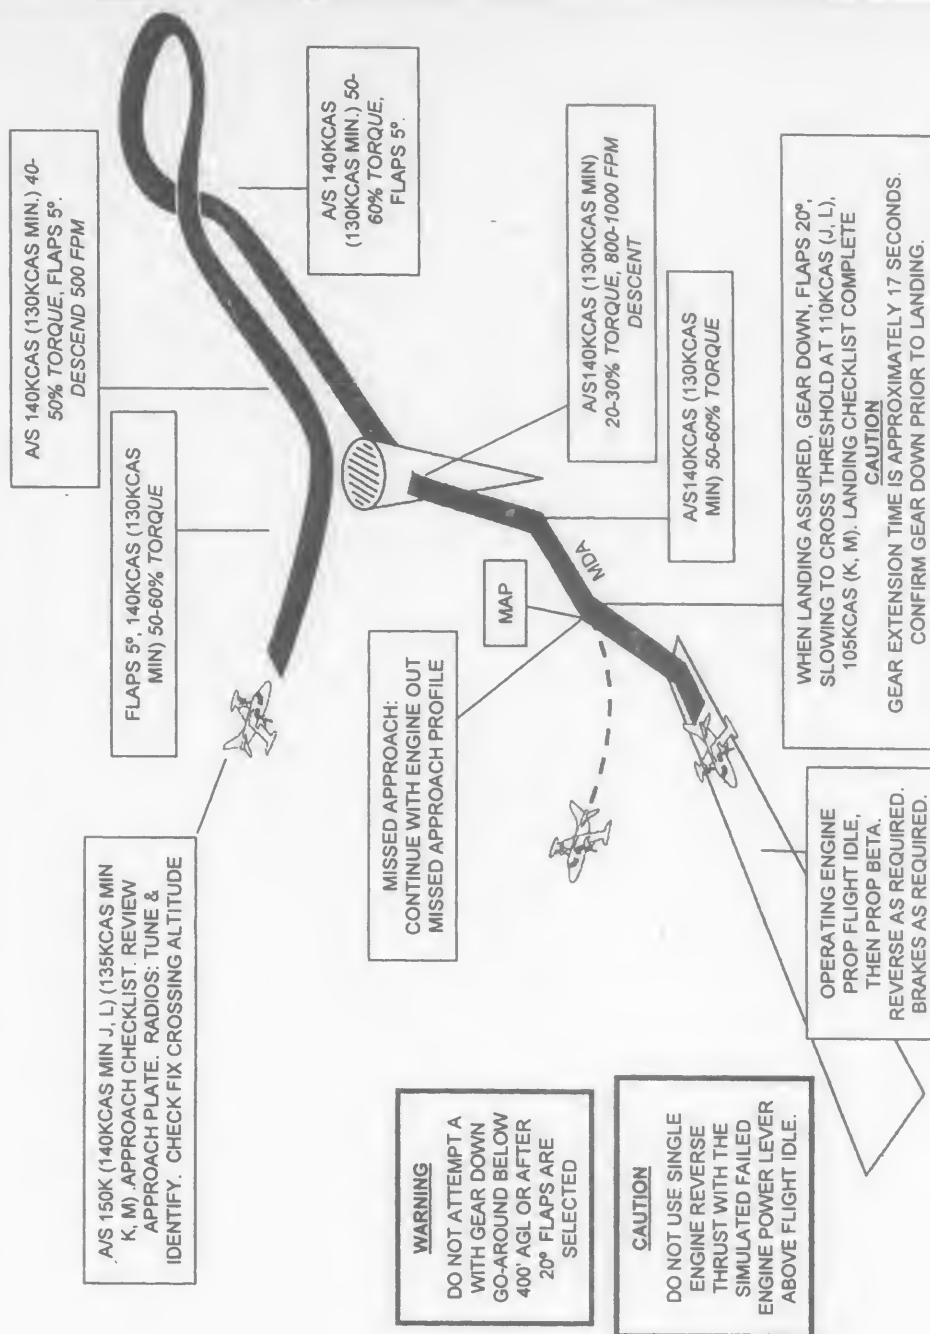 A/S 150K (140KCAS MIN J, L) (135KCAS MIN
K, M) .APPROACH CHECKLIST. REVIEW
APPROACH PLATE. RADIOS: TUNE &
IDENTIFY. CHECK FIX CROSSING ALTITUDE
FLAPS 5º, 140KCAS (130KCAS
MIN) 50-60% TORQUE
A/S 140KCAS (130KCAS MIN.) 40-
50% TORQUE, FLAPS 5º.
DESCEND 500 FPM
A/S 140KCAS
(130KCAS MIN.) 50-
60% TORQUE,
FLAPS 5º.
A/S140KCAS (130KCAS MIN)
20-30% TORQUE, 800-1000 FPM
DESCENT
A/S140KCAS (130KCAS
MIN) 50-60% TORQUE
MDA
MAP
MISSED APPROACH:
CONTINUE WITH ENGINE OUT
MISSED APPROACH PROFILE
WHEN LANDING ASSURED, GEAR DOWN, FLAPS 20º,
SLOWING TO CROSS THRESHOLD AT 110KCAS (J, L),
105KCAS (K, M). LANDING CHECKLIST COMPLETE
CAUTION
GEAR EXTENSION TIME IS APPROXIMATELY 17 SECONDS.
CONFIRM GEAR DOWN PRIOR TO LANDING.
OPERATING ENGINE
PROP FLIGHT IDLE,
THEN PROP BETA.
REVERSE AS REQUIRED.
BRAKES AS REQUIRED.
WARNING
DO NOT ATTEMPT A
WITH GEAR DOWN
GO-AROUND BELOW
400' AGL OR AFTER
20º FLAPS ARE
SELECTED
CAUTION
DO NOT USE SINGLE
ENGINE REVERSE
THRUST WITH THE
SIMULATED FAILED
ENGINE POWER LEVER
ABOVE FLIGHT IDLE.